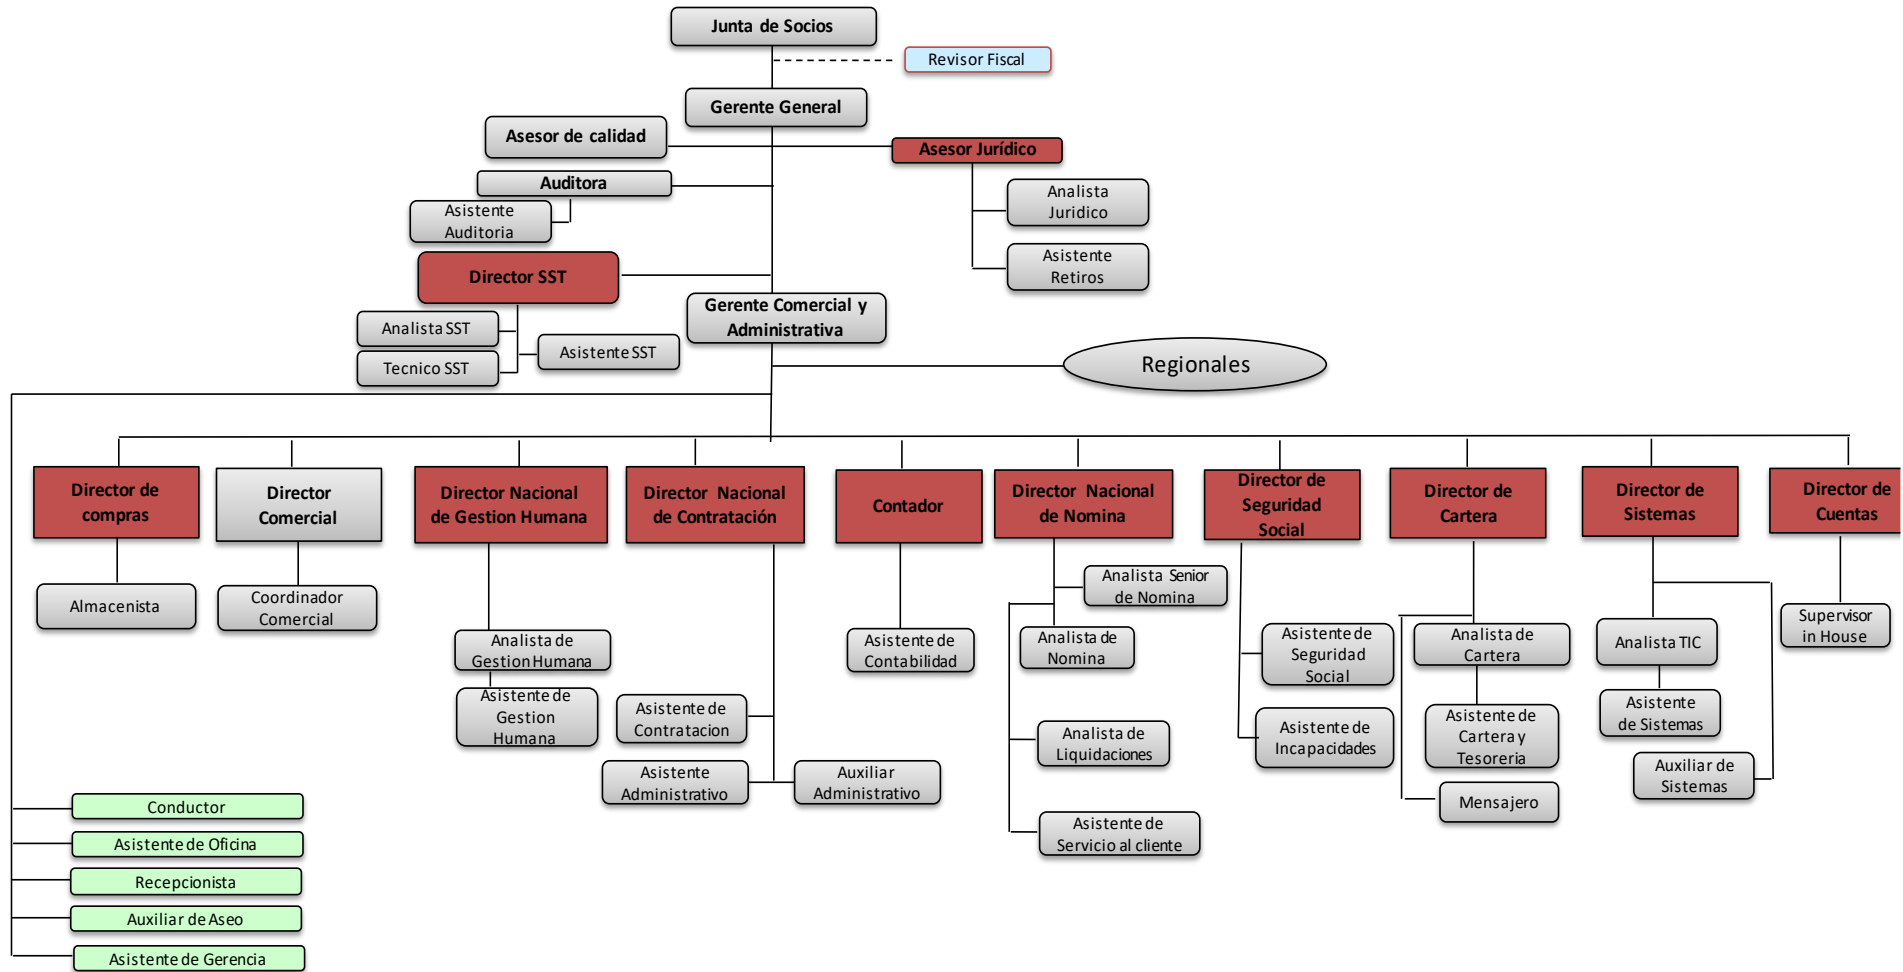 Junta de Socios
Revisor Fiscal
Gerente General
Asesor de calidad
Asesor Jurídico
Auditora
Analista
Juridico
Asistente
Auditoria
Asistente
Retiros
Director SST
Gerente Comercial y
Administrativa
Analista SST
Asistente SST
Tecnico SST
Regionales
Director de
compras
Director
Comercial
Director Nacional
de Gestion Humana
Director Nacional
de Contratación
Contador
Director Nacional
de Nomina
Director de
Seguridad
Social
Director de
Cartera
Director de
Sistemas
Director de
Cuentas
Almacenista
Coordinador
Comercial
Analista de
Gestion Humana
Asistente de
Gestion
Humana
Asistente de
Contratacion
Asistente
Administrativo
Auxiliar
Administrativo
Asistente de
Contabilidad
Analista Senior
de Nomina
Analista de
Nomina
Analista de
Liquidaciones
Asistente de
Servicio al cliente
Asistente de
Seguridad
Social
Asistente de
Incapacidades
Analista de
Cartera
Asistente de
Cartera y
Tesoreria
Mensajero
Analista TIC
Asistente
de Sistemas
Auxiliar de
Sistemas
Supervisor
in House
Conductor
Asistente de Oficina
Recepcionista
Auxiliar de Aseo
Asistente de Gerencia